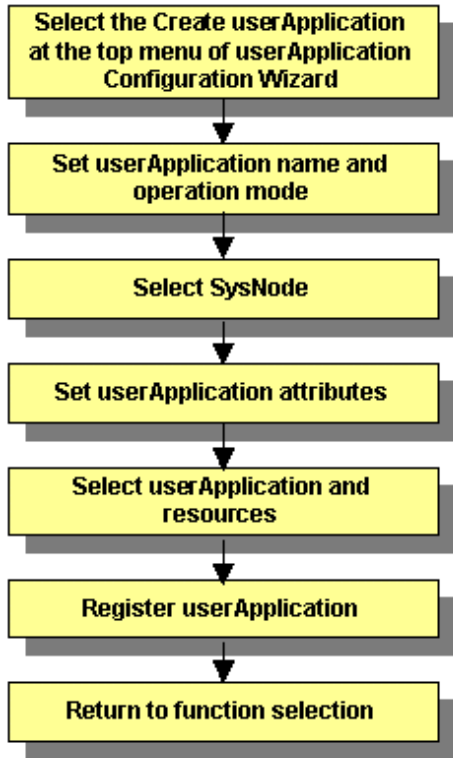 Select the Create userApplication
at the top menu of userApplication
Configuration Wizard
Set userApplication name and
operation mode
Select SysNode
Set userApplication attributes
Select userApplication and
resources
Register userApplication
Return to function selection